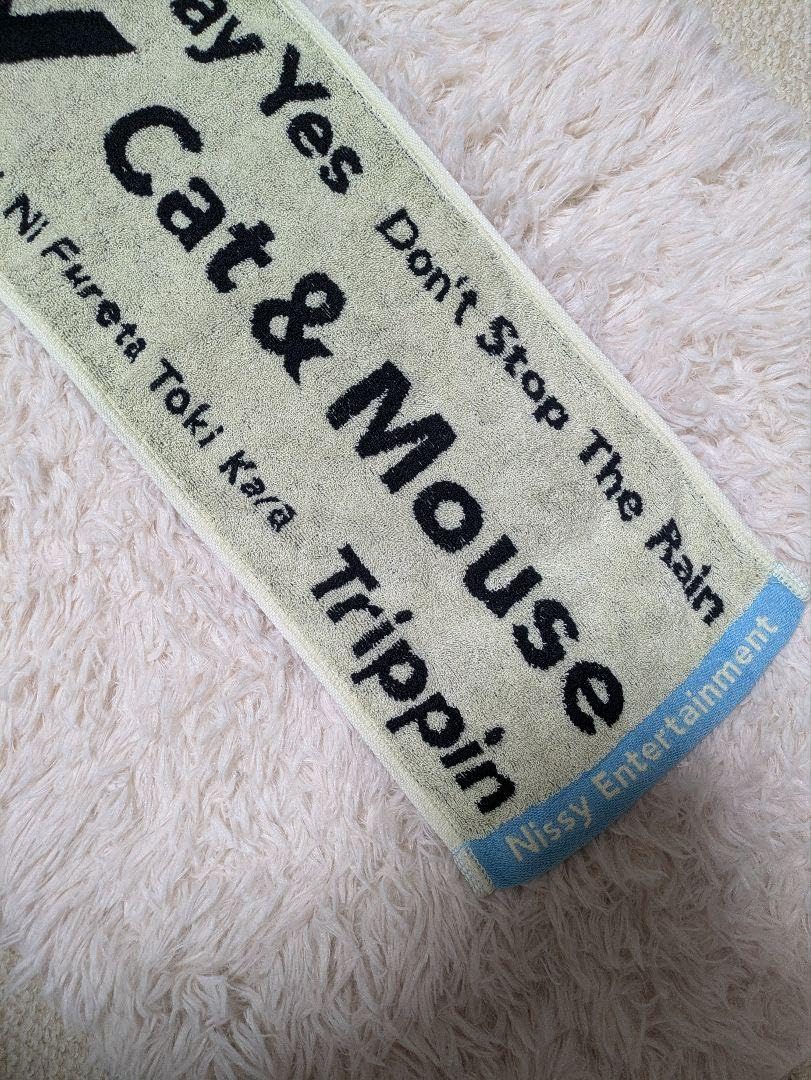 ay Yes Don't Stop The Rain
Cat & Mouse
Ni Fureta Toki Kara Trippin
Nissy Entertainment